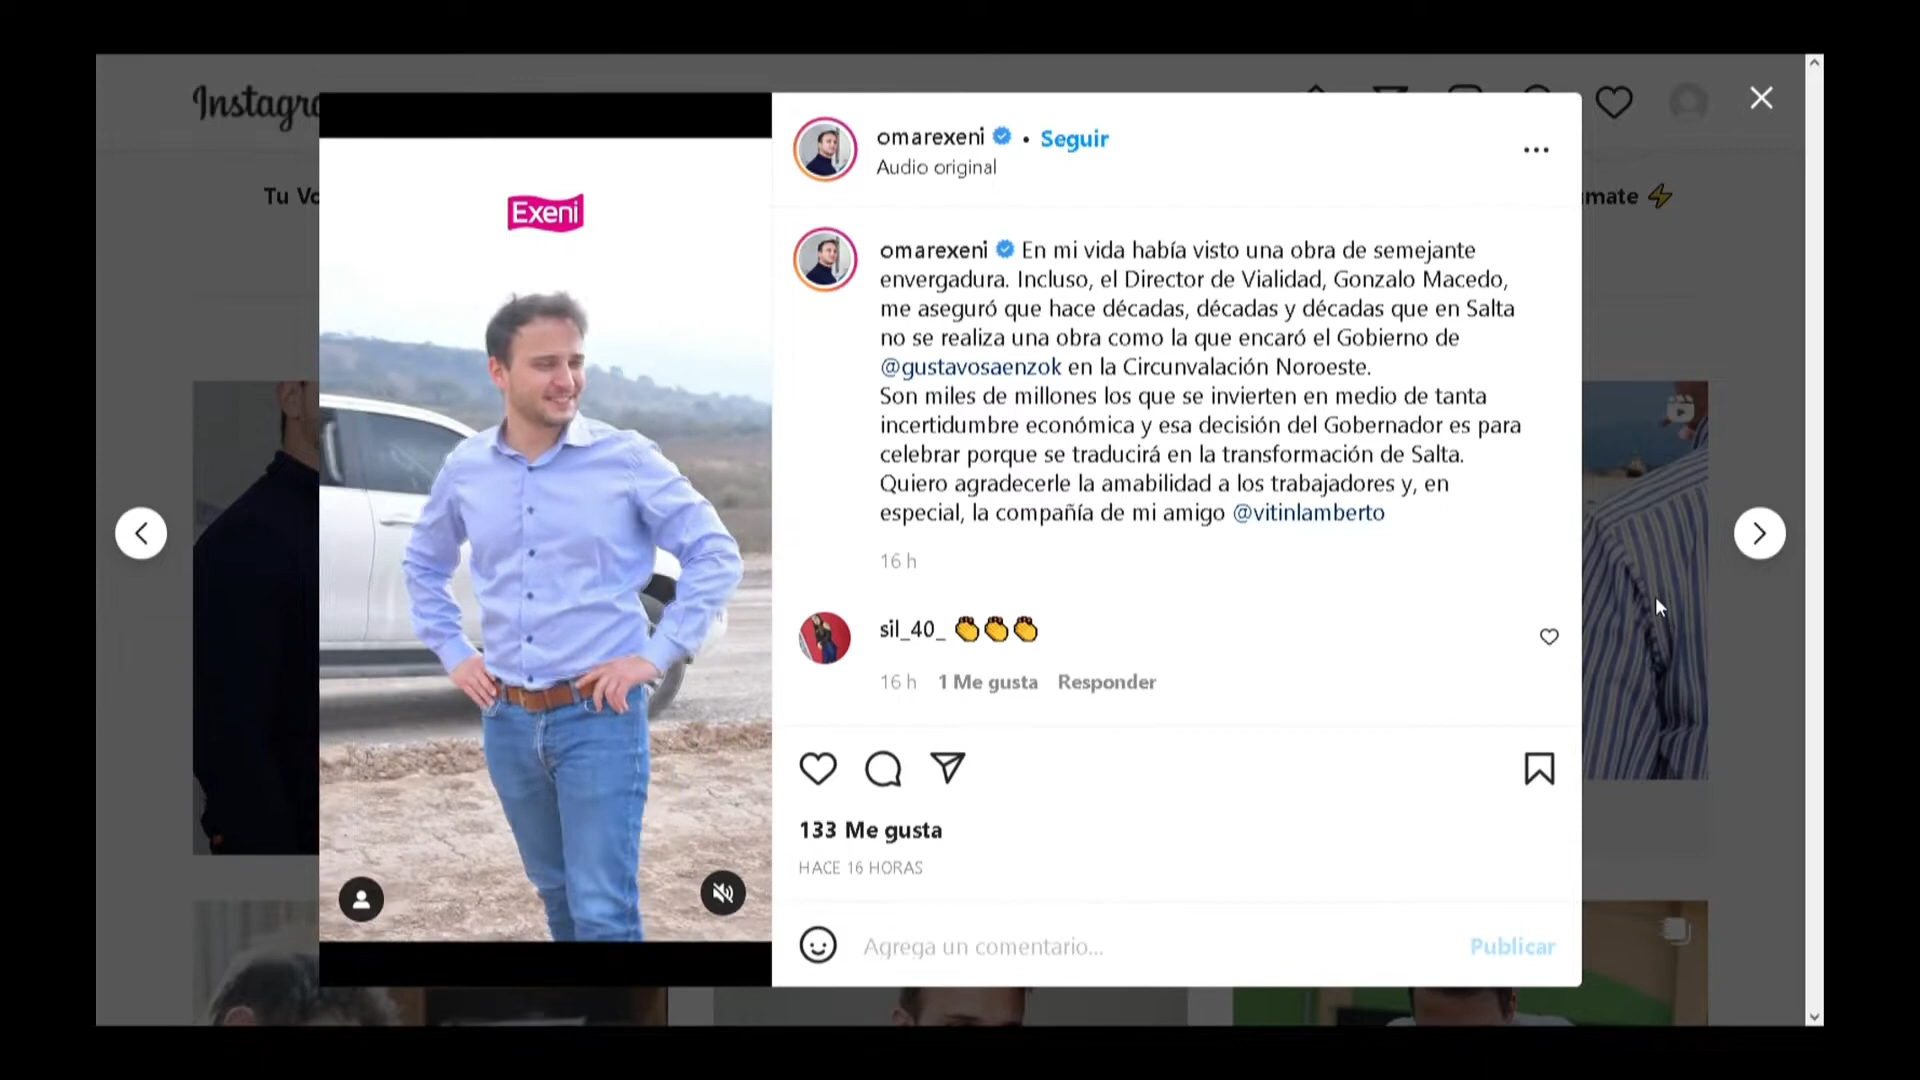 Instagra
Tu Vo
mate ⚡
Exeni
omarexeni • Seguir
Audio original
omarexeni En mi vida había visto una obra de semejante
envergadura. Incluso, el Director de Vialidad, Gonzalo Macedo,
me aseguró que hace décadas, décadas y décadas que en Salta
no se realiza una obra como la que encaró el Gobierno de
@gustavosaenzok en la Circunvalación Noroeste.
Son miles de millones los que se invierten en medio de tanta
incertidumbre económica y esa decisión del Gobernador es para
celebrar porque se traducirá en la transformación de Salta.
Quiero agradecerle la amabilidad a los trabajadores y, en
especial, la compañía de mi amigo @vitinlamberto
16 h
sil_40_ 👏👏👏
16 h 1 Me gusta Responder
133 Me gusta
HACE 16 HORAS
Agrega un comentario... Publicar